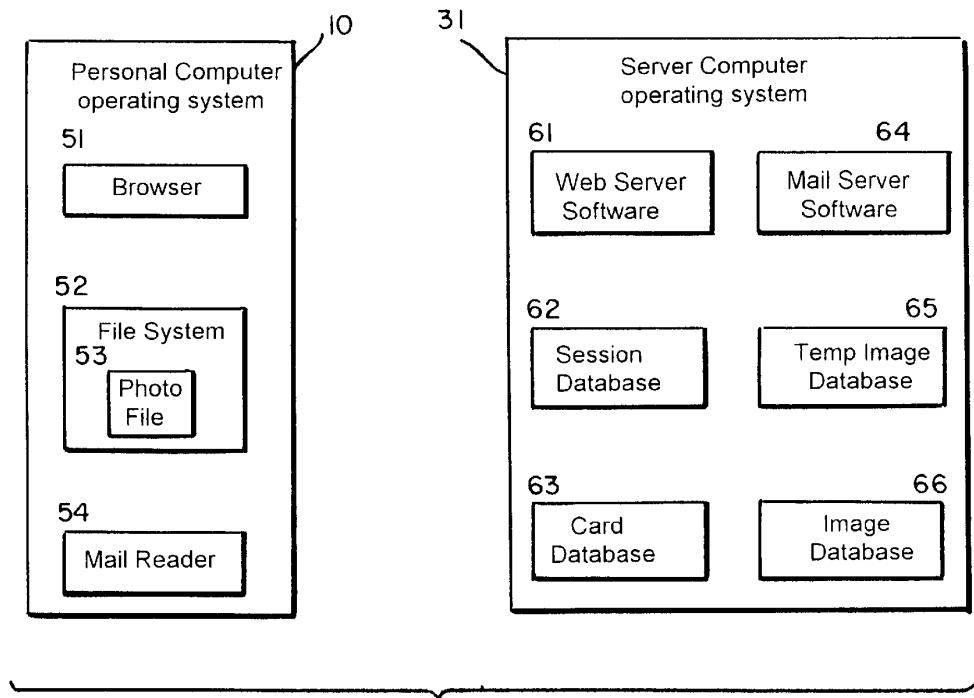 10
Personal Computer
operating system
51
Browser
52
File System
53
Photo
File
54
Mail Reader
31
Server Computer
operating system
61
Web Server
Software
64
Mail Server
Software
62
Session
Database
65
Temp Image
Database
63
Card
Database
66
Image
Database